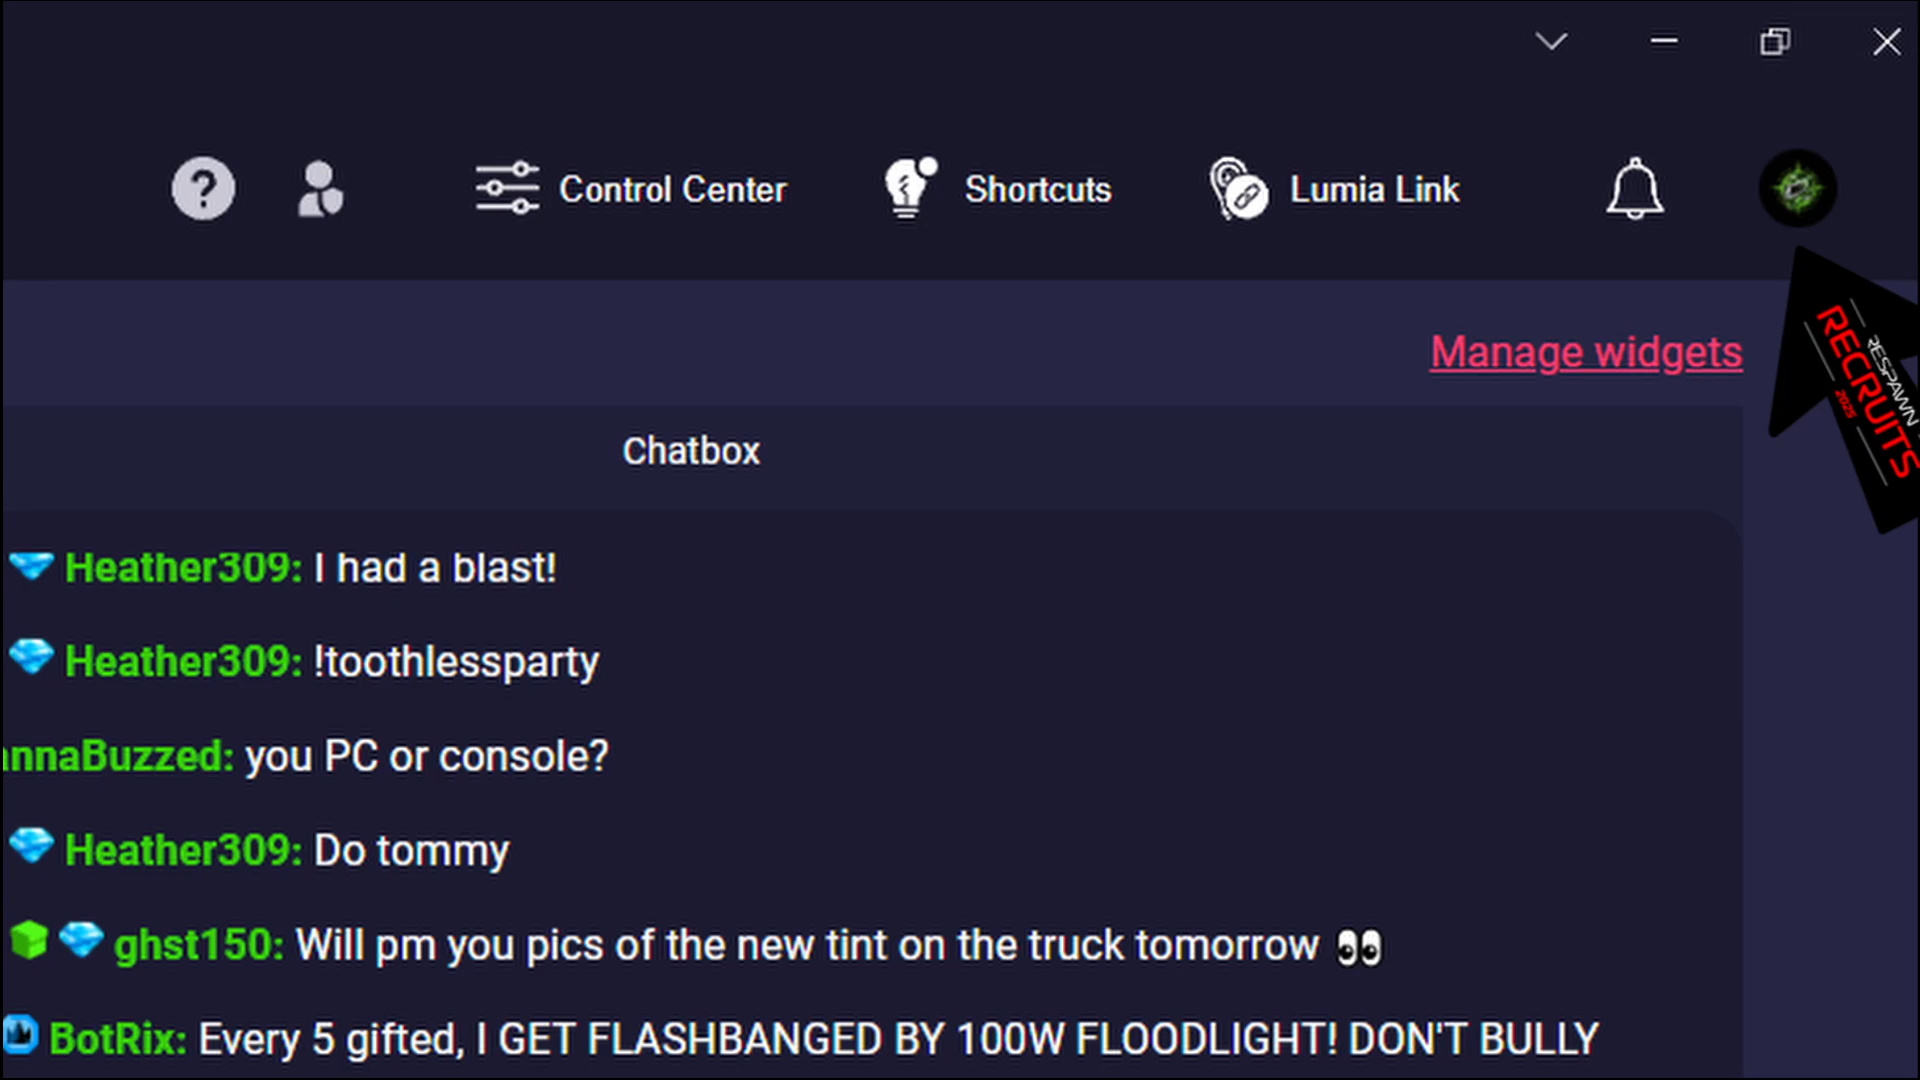 Control Center
Shortcuts
Lumia Link
Manage widgets
RESPAWN
RECRUITS
2025
Chatbox
Heather309: I had a blast!
Heather309: !toothlessparty
nnaBuzzed: you PC or console?
Heather309: Do tommy
ghst150: Will pm you pics of the new tint on the truck tomorrow 👀
BotRix: Every 5 gifted, I GET FLASHBANGED BY 100W FLOODLIGHT! DON'T BULLY